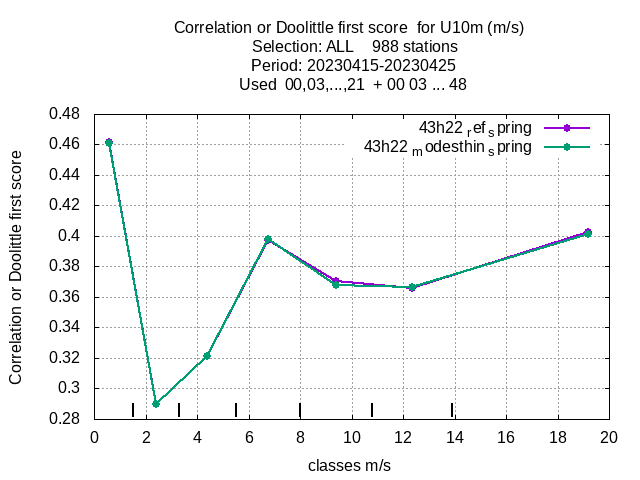 Correlation or Doolittle first score  for U10m (m/s)
Selection: ALL    988 stations
Period: 20230415-20230425
Used  00,03,...,21  + 00 03 ... 48
43h22 ref spring
43h22 modesthin spring
Correlation or Doolittle first score
0.48
0.46
0.44
0.42
0.4
0.38
0.36
0.34
0.32
0.3
0.28
0 2 4 6 8 10 12 14 16 18 20
classes m/s